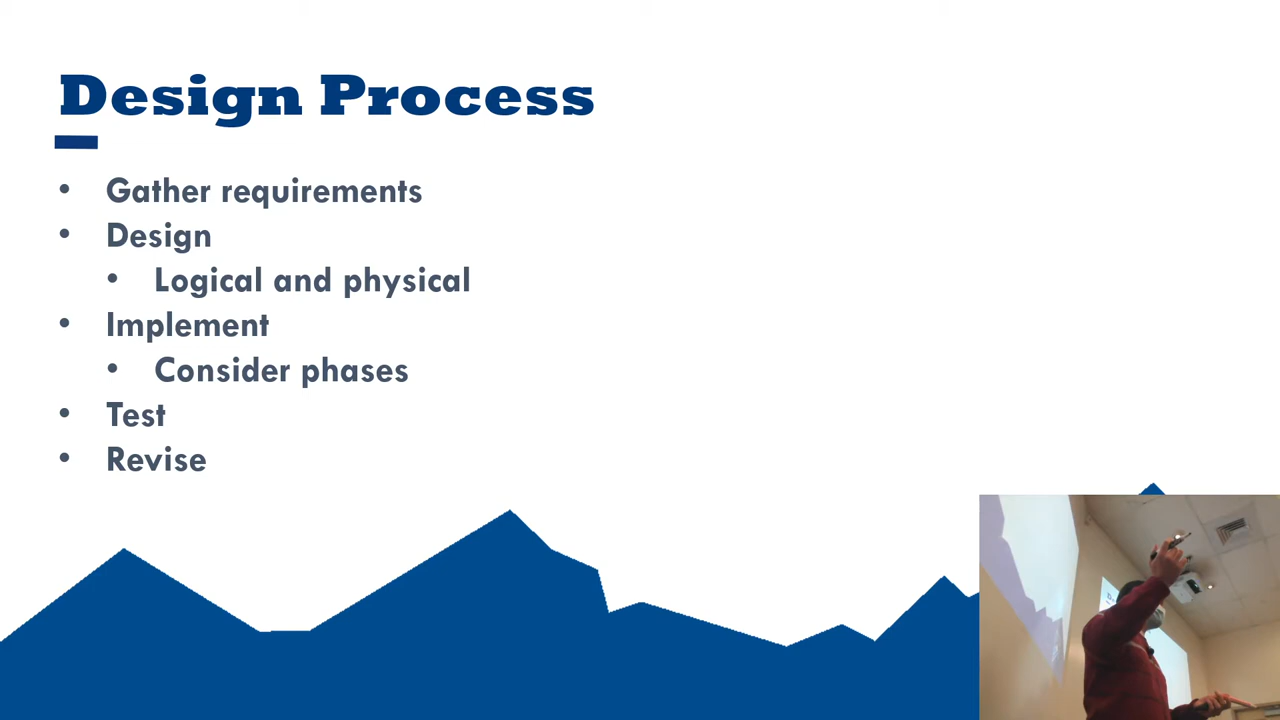 Design Process
• Gather requirements
• Design
• Logical and physical
• Implement
• Consider phases
• Test
• Revise